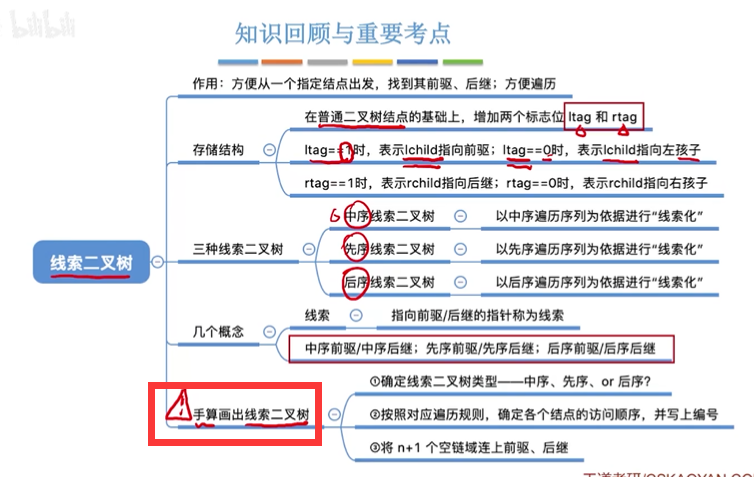 bilibili
知识回顾与重要考点
作用：方便从一个指定结点出发，找到其前驱、后继；方便遍历
在普通二叉树结点的基础上，增加两个标志位 ltag 和 rtag
存储结构
ltag==1时，表示lchild指向前驱；ltag==0时，表示lchild指向左孩子
rtag==1时，表示rchild指向后继；rtag==0时，表示rchild指向右孩子
中序线索二叉树
以中序遍历序列为依据进行“线索化”
三种线索二叉树
先序线索二叉树
以先序遍历序列为依据进行“线索化”
线索二叉树
后序线索二叉树
以后序遍历序列为依据进行“线索化”
线索
指向前驱/后继的指针称为线索
几个概念
中序前驱/中序后继；先序前驱/先序后继；后序前驱/后序后继
①确定线索二叉树类型——中序、先序、or 后序？
手算画出线索二叉树
②按照对应遍历规则，确定各个结点的访问顺序，并写上编号
③将 n+1 个空链域连上前驱、后继